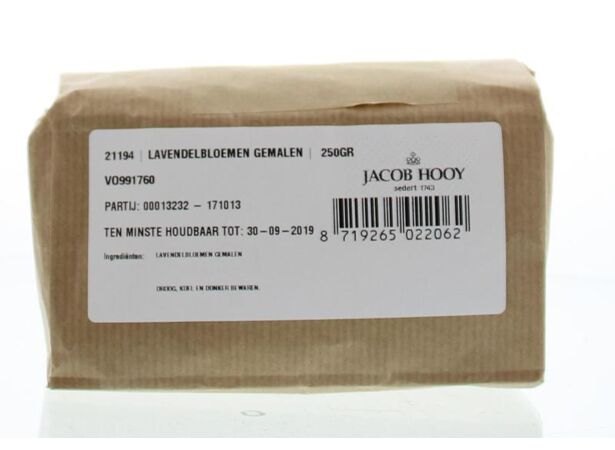 21194 | LAVENDELBLOEMEN GEMALEN | 250GR
VO991760
PARTIJ: 00013232 - 171013
TEN MINSTE HOUDBAAR TOT: 30-09-2019
Ingrediënten: LAVENDELBLOEMEN GEMALEN
DROOG, KOEL EN DONKER BEWAREN.
JACOB HOOY
sedert 1743
8 719265 022062